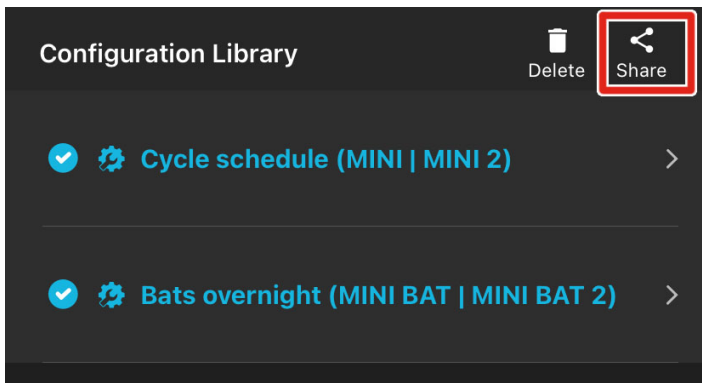 Configuration Library
Delete
Share
Cycle schedule (MINI | MINI 2)
Bats overnight (MINI BAT | MINI BAT 2)